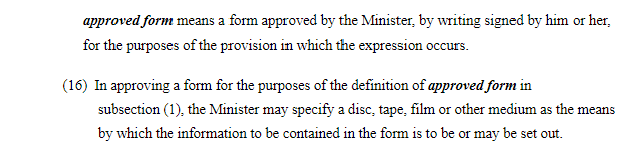 approved form means a form approved by the Minister, by writing signed by him or her,
for the purposes of the provision in which the expression occurs.
(16) In approving a form for the purposes of the definition of approved form in
subsection (1), the Minister may specify a disc, tape, film or other medium as the means
by which the information to be contained in the form is to be or may be set out.